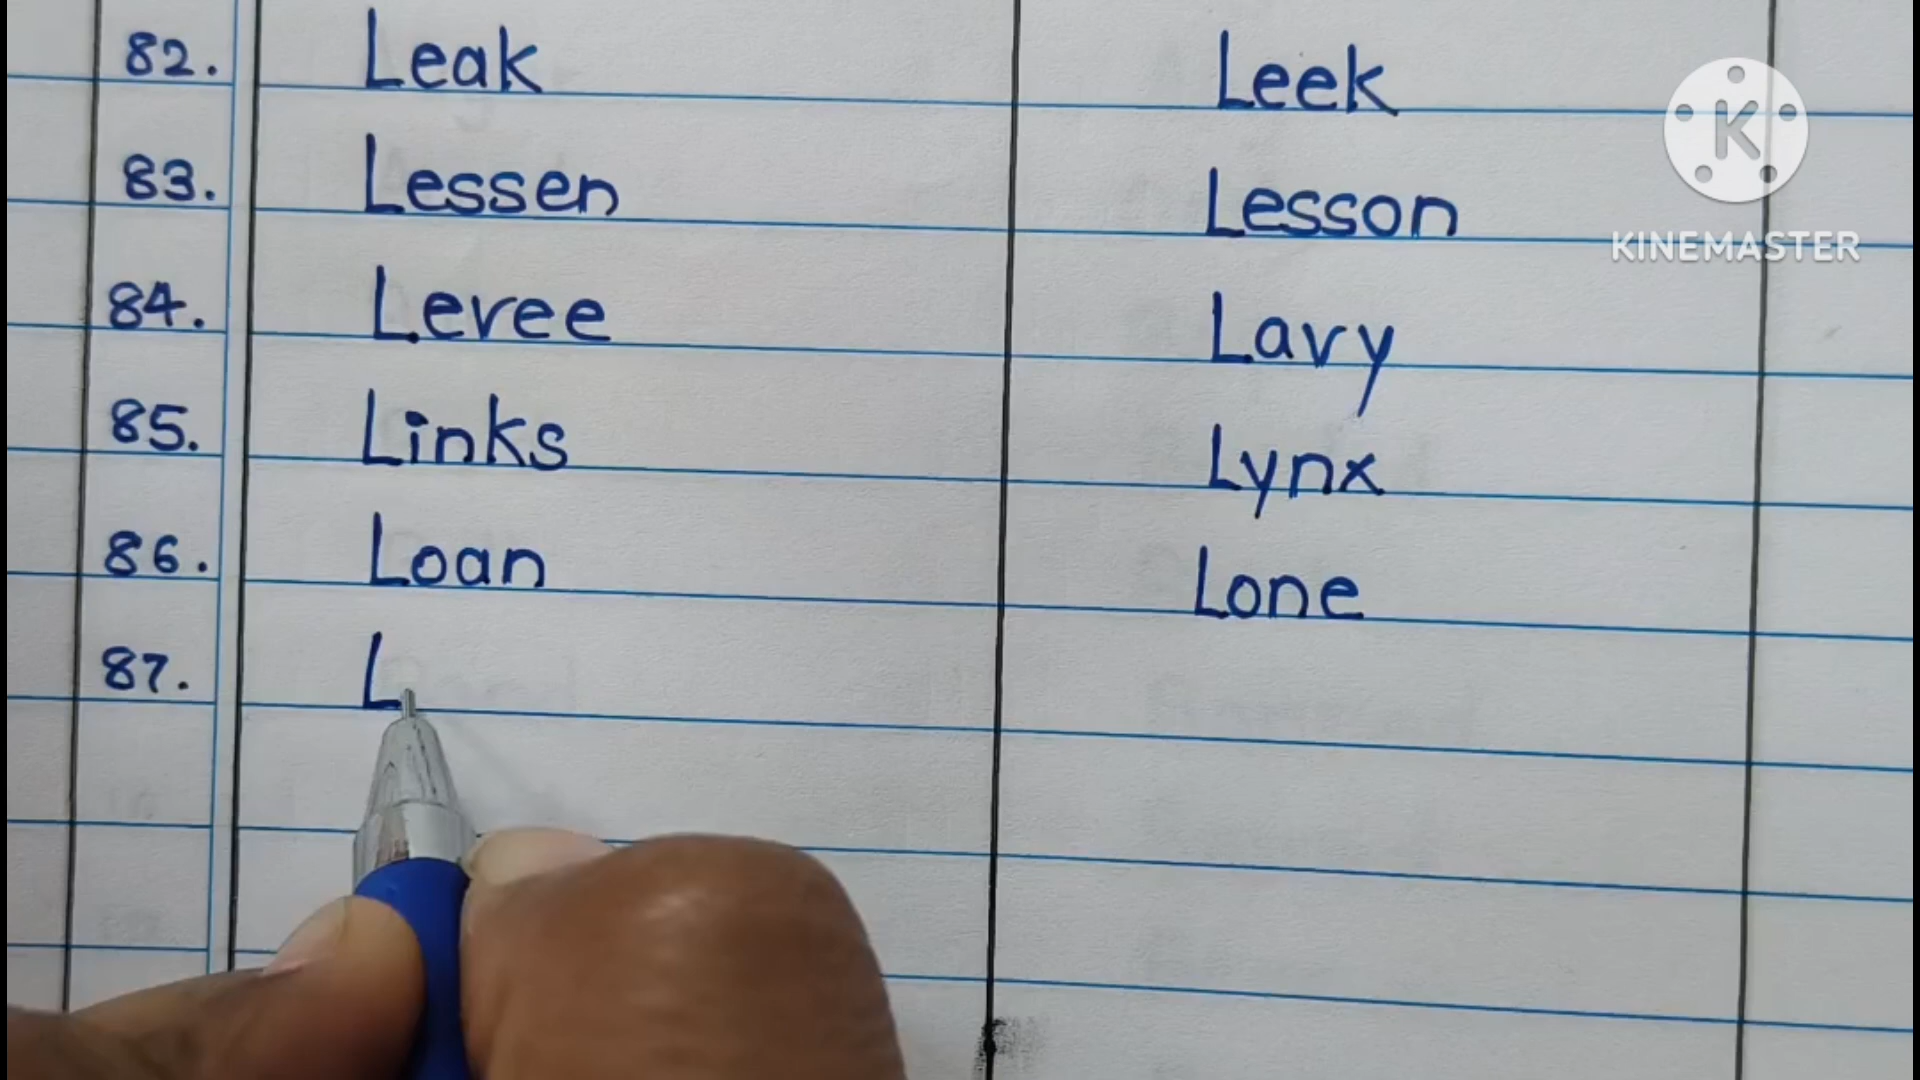 82. Leak Leek
83. Lessen Lesson
84. Levee Lavy
85. Links Lynx
86. Loan Lone
87. L
K
KINEMASTER